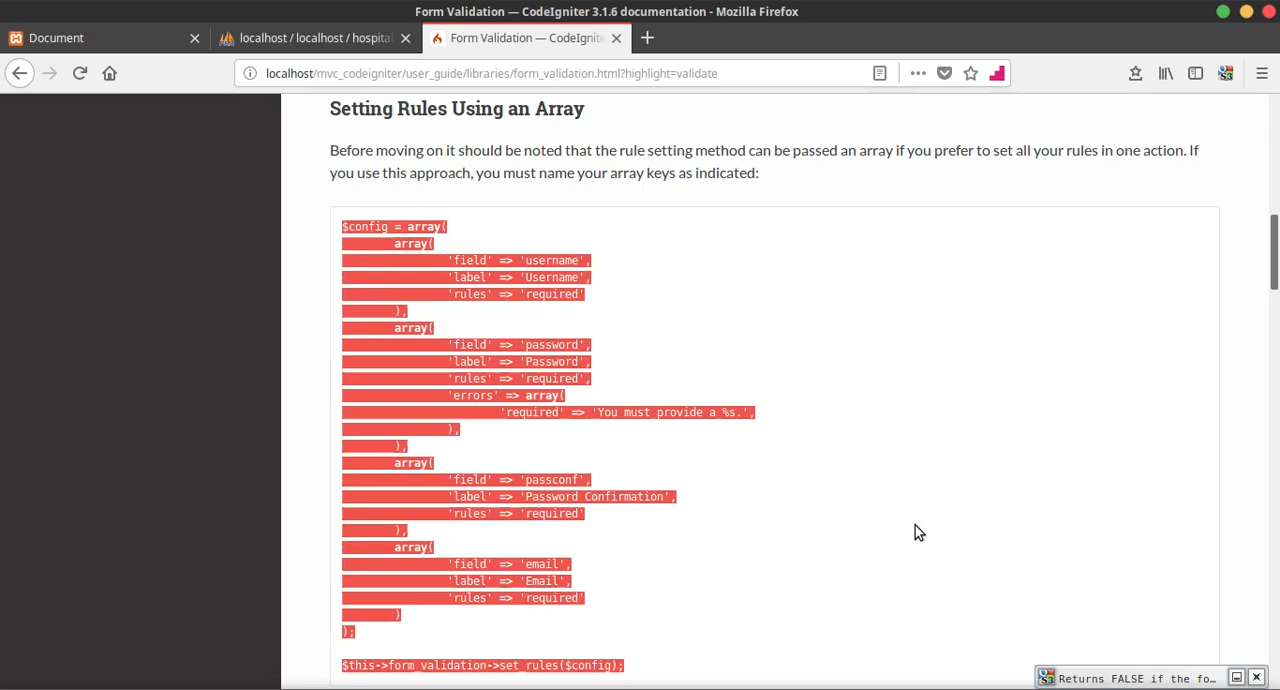 Form Validation — CodeIgniter 3.1.6 documentation - Mozilla Firefox
Document
localhost / localhost / hospital
Form Validation — CodeIgnite
localhost/mvc_codeigniter/user_guide/libraries/form_validation.html?highlight=validate
Setting Rules Using an Array
Before moving on it should be noted that the rule setting method can be passed an array if you prefer to set all your rules in one action. If
you use this approach, you must name your array keys as indicated:
$config = array(
array(
'field' => 'username',
'label' => 'Username',
'rules' => 'required'
),
array(
'field' => 'password',
'label' => 'Password',
'rules' => 'required',
'errors' => array(
'required' => 'You must provide a %s.',
),
),
array(
'field' => 'passconf',
'label' => 'Password Confirmation',
'rules' => 'required'
),
array(
'field' => 'email',
'label' => 'Email',
'rules' => 'required'
)
);
$this->form_validation->set_rules($config);
Returns FALSE if the fo...